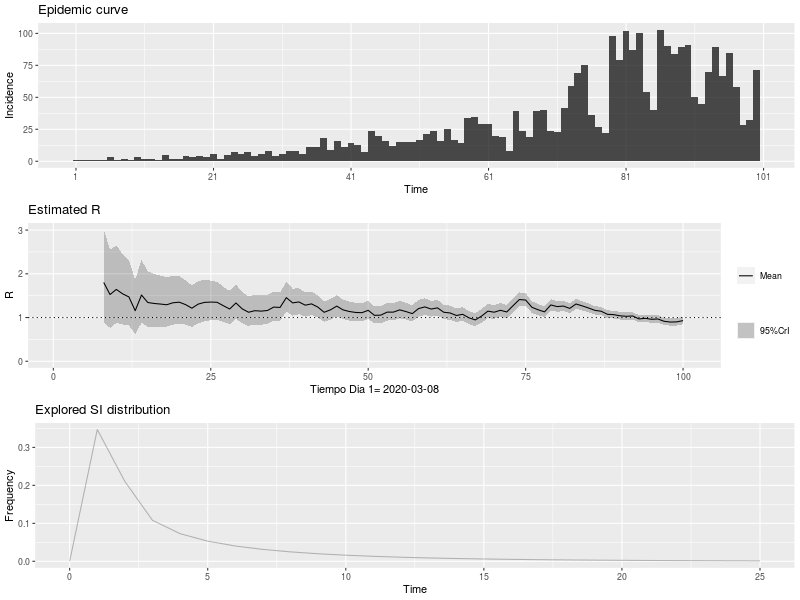 Epidemic curve
100
75
50
25
0
Incidence
1 21 41 61 81 101
Time
Estimated R
3
2
1
0
R
0 25 50 75 100
Tiempo Dia 1= 2020-03-08
Mean
95%CrI
Explored SI distribution
0.3
0.2
0.1
0.0
Frequency
0 5 10 15 20 25
Time